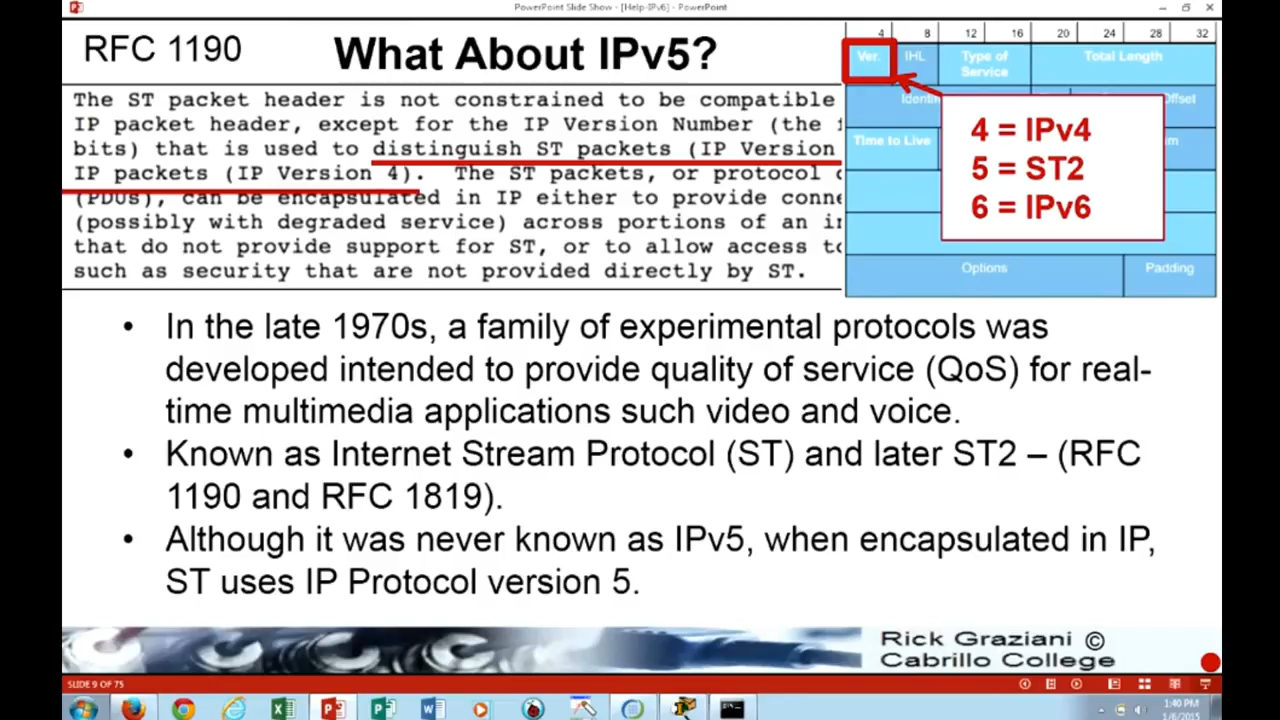 PowerPoint Slide Show - [Help-IPv6] - PowerPoint
RFC 1190
What About IPv5?
4 8 12 16 20 24 28 32
Ver. IHL Type of Service Total Length
Offset
Time to Live
Options Padding
4 = IPv4
5 = ST2
6 = IPv6
The ST packet header is not constrained to be compatible
IP packet header, except for the IP Version Number (the
bits) that is used to distinguish ST packets (IP Version
IP packets (IP Version 4). The ST packets, or protocol
(PDUs), can be encapsulated in IP either to provide
(possibly with degraded service) across portions of an
that do not provide support for ST, or to allow access
such as security that are not provided directly by ST.
• In the late 1970s, a family of experimental protocols was
developed intended to provide quality of service (QoS) for real-
time multimedia applications such video and voice.
• Known as Internet Stream Protocol (ST) and later ST2 – (RFC
1190 and RFC 1819).
• Although it was never known as IPv5, when encapsulated in IP,
ST uses IP Protocol version 5.
Rick Graziani ©
Cabrillo College
SLIDE 9 OF 75
1:40 PM
1/6/2015